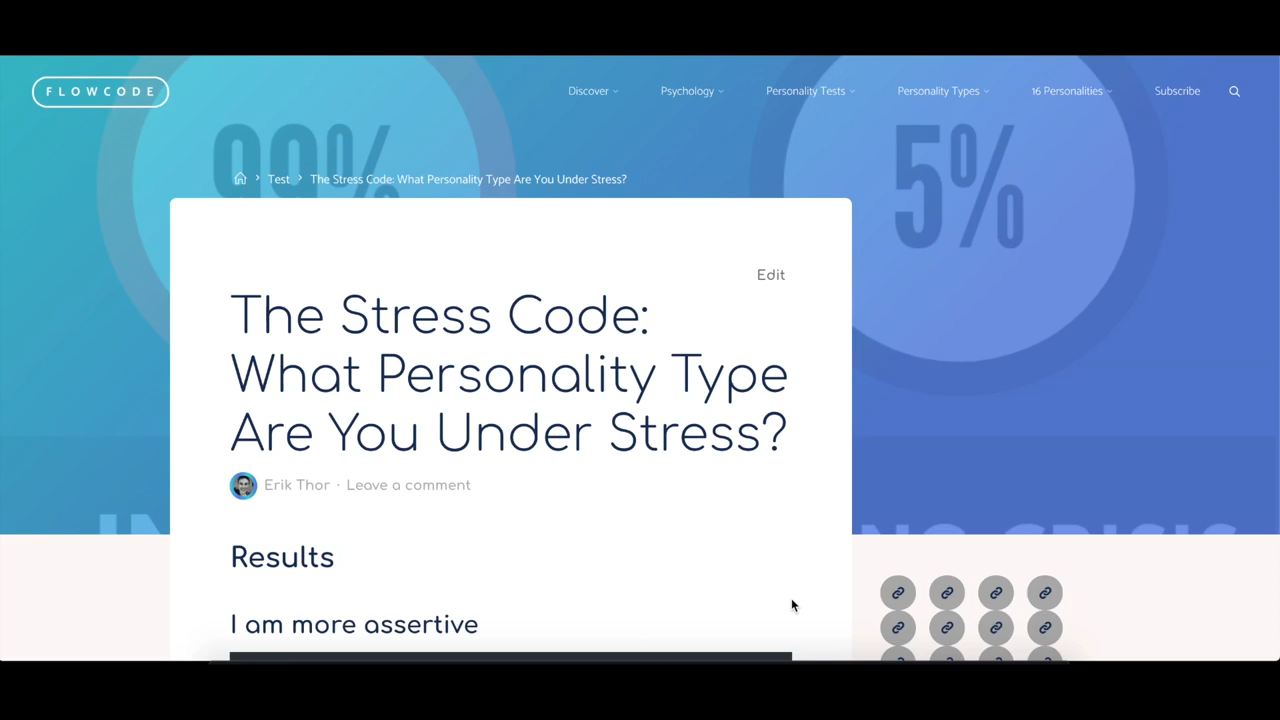 FLOWCODE
Discover
Psychology
Personality Tests
Personality Types
16 Personalities
Subscribe
99%
5%
Test
The Stress Code: What Personality Type Are You Under Stress?
Edit
The Stress Code:
What Personality Type
Are You Under Stress?
Erik Thor · Leave a comment
Results
I am more assertive